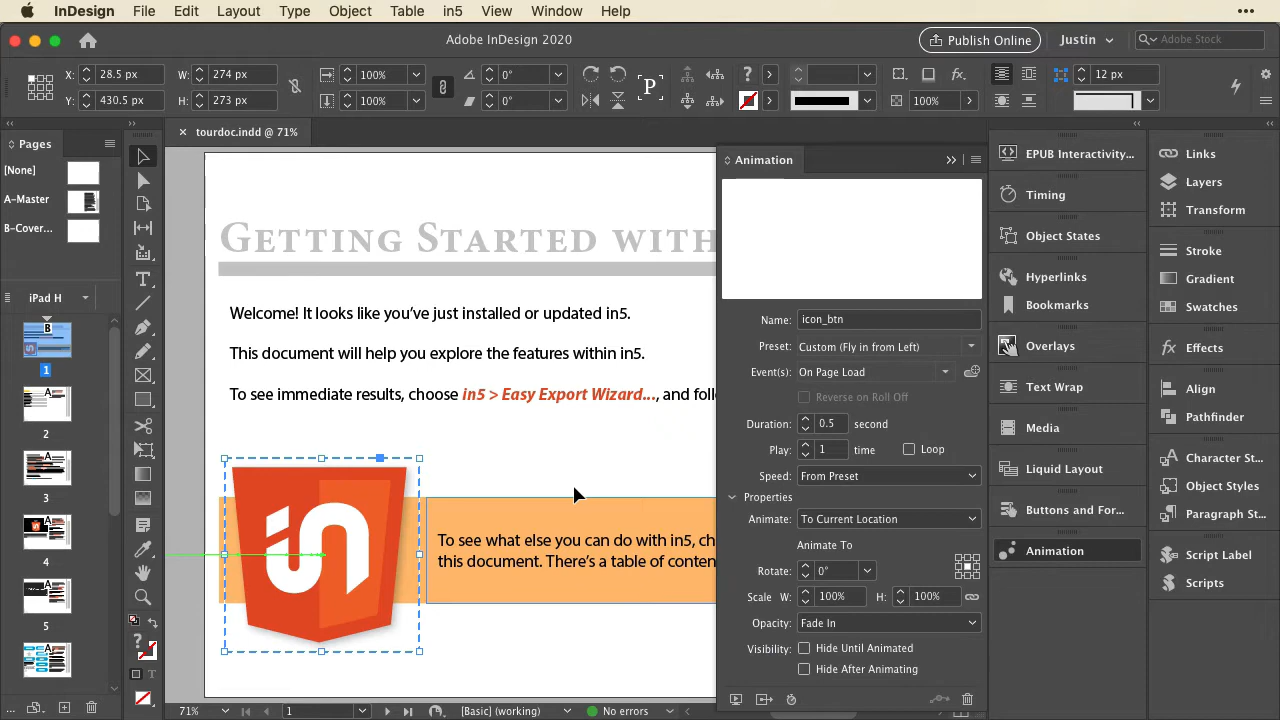 InDesign File Edit Layout Type Object Table in5 View Window Help
Adobe InDesign 2020
Publish Online
Justin
Adobe Stock
X: 28.5 px W: 274 px 100% 0° P ? fx. 12 px
Y: 430.5 px H: 273 px 100% 0° 100%
Pages
[None]
A-Master
B-Cover...
iPad H
B
1
A
2
A
3
A
4
A
5
A
× tourdoc.indd @ 71%
T
Getting Started with
Welcome! It looks like you’ve just installed or updated in5.
This document will help you explore the features within in5.
To see immediate results, choose in5 > Easy Export Wizard..., and follo
in
To see what else you can do with in5, ch
this document. There’s a table of conten
71% 1 [Basic] (working) No errors
Animation
Name: icon_btn
Preset: Custom (Fly in from Left)
Event(s): On Page Load
Reverse on Roll Off
Duration: 0.5 second
Play: 1 time Loop
Speed: From Preset
Properties
Animate: To Current Location
Animate To
Rotate: 0°
Scale W: 100% H: 100%
Opacity: Fade In
Visibility: Hide Until Animated
Hide After Animating
EPUB Interactivity...
Timing
Object States
Hyperlinks
Bookmarks
Overlays
Text Wrap
Media
Liquid Layout
Buttons and For...
Animation
Links
Layers
Transform
Stroke
Gradient
Swatches
fx Effects
Align
Pathfinder
Character St...
Object Styles
Paragraph St...
Script Label
Scripts